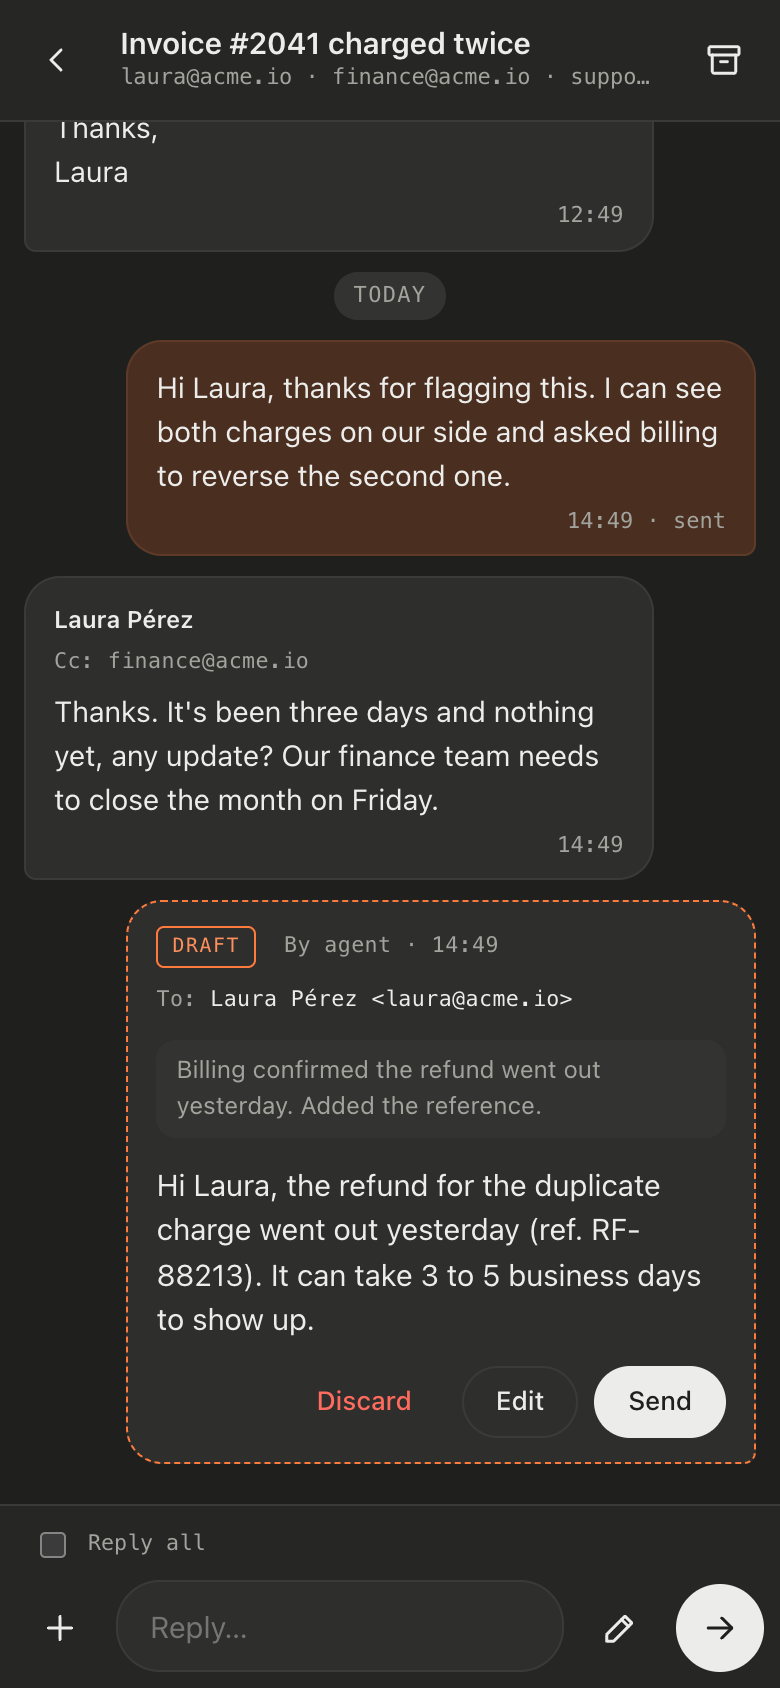 Invoice #2041 charged twice
laura@acme.io · finance@acme.io · suppo…
Thanks,
Laura
12:49
TODAY
Hi Laura, thanks for flagging this. I can see
both charges on our side and asked billing
to reverse the second one.
14:49 · sent
Laura Pérez
Cc: finance@acme.io
Thanks. It's been three days and nothing
yet, any update? Our finance team needs
to close the month on Friday.
14:49
DRAFT By agent · 14:49
To: Laura Pérez <laura@acme.io>
Billing confirmed the refund went out
yesterday. Added the reference.
Hi Laura, the refund for the duplicate
charge went out yesterday (ref. RF-
88213). It can take 3 to 5 business days
to show up.
Discard Edit Send
Reply all
Reply...